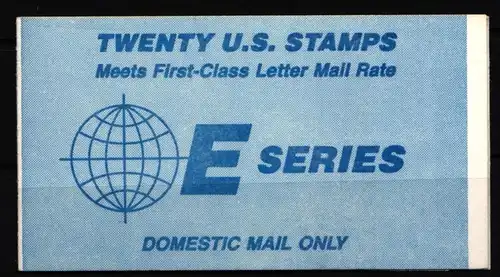 TWENTY U.S. STAMPS
Meets First-Class Letter Mail Rate
E SERIES
DOMESTIC MAIL ONLY